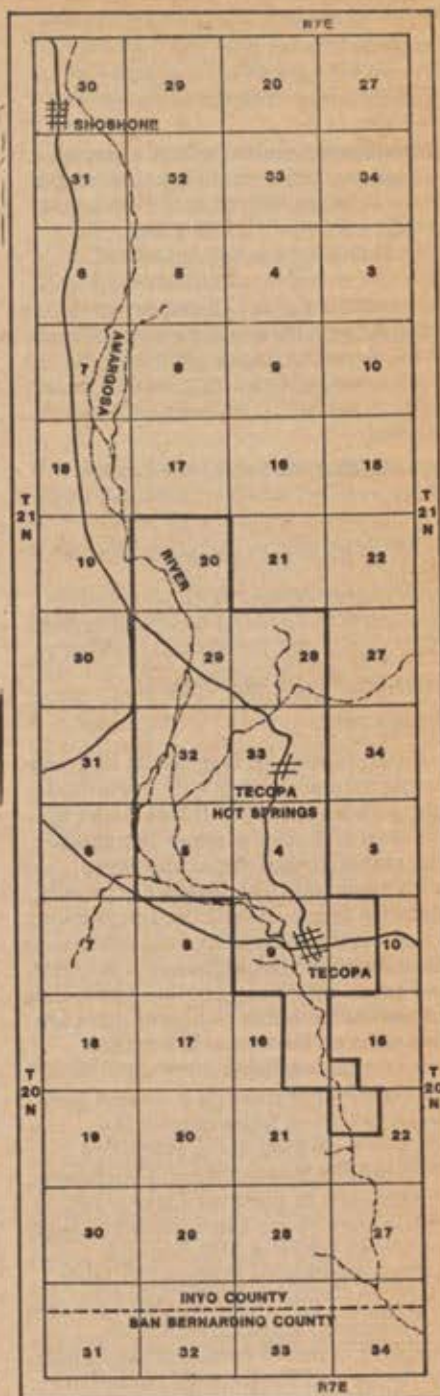 R7E
30 29 20 27
SHOSHONE
31 32 33 34
6 5 4 3
AMARGOSA
7 8 9 10
18 17 16 15
T 21 N T 21 N
RIVER
19 20 21 22
30 29 28 27
31 32 33 34
TECOPA
HOT SPRINGS
6 5 4 3
7 8 9 10
TECOPA
18 17 16 15
T 20 N T 20 N
19 20 21 22
30 29 28 27
INYO COUNTY
SAN BERNARDINO COUNTY
31 32 33 34
R7E